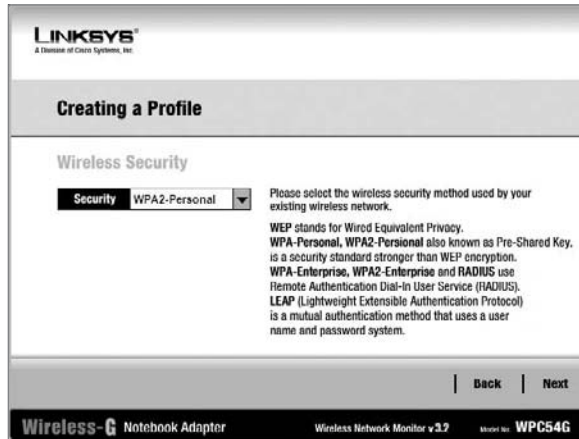 LINKSYS®
A Division of Cisco Systems, Inc.
Creating a Profile
Wireless Security
Security WPA2-Personal
Please select the wireless security method used by your
existing wireless network.
WEP stands for Wired Equivalent Privacy.
WPA-Personal, WPA2-Persional also known as Pre-Shared Key,
is a security standard stronger than WEP encryption.
WPA-Enterprise, WPA2-Enterprise and RADIUS use
Remote Authentication Dial-In User Service (RADIUS).
LEAP (Lightweight Extensible Authentication Protocol)
is a mutual authentication method that uses a user
name and password system.
Back Next
Wireless-G Notebook Adapter Wireless Network Monitor v3.2 Model No. WPC54G